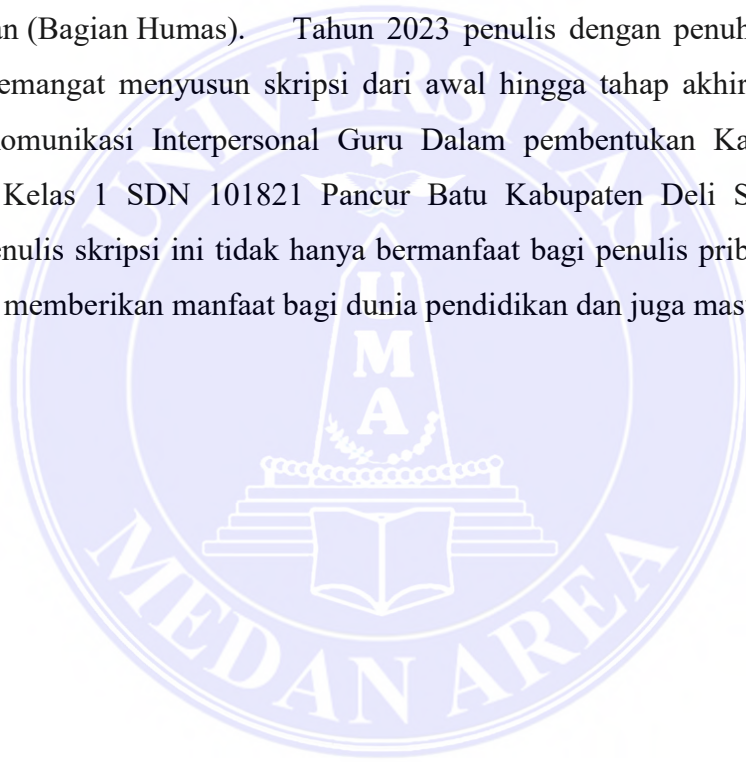 an (Bagian Humas). Tahun 2023 penulis dengan penuh
emangat menyusun skripsi dari awal hingga tahap akhir
omunikasi Interpersonal Guru Dalam pembentukan Ka
Kelas 1 SDN 101821 Pancur Batu Kabupaten Deli S
enulis skripsi ini tidak hanya bermanfaat bagi penulis prib
memberikan manfaat bagi dunia pendidikan dan juga mas
UNIVERSITAS
U
M
A
MEDAN AREA